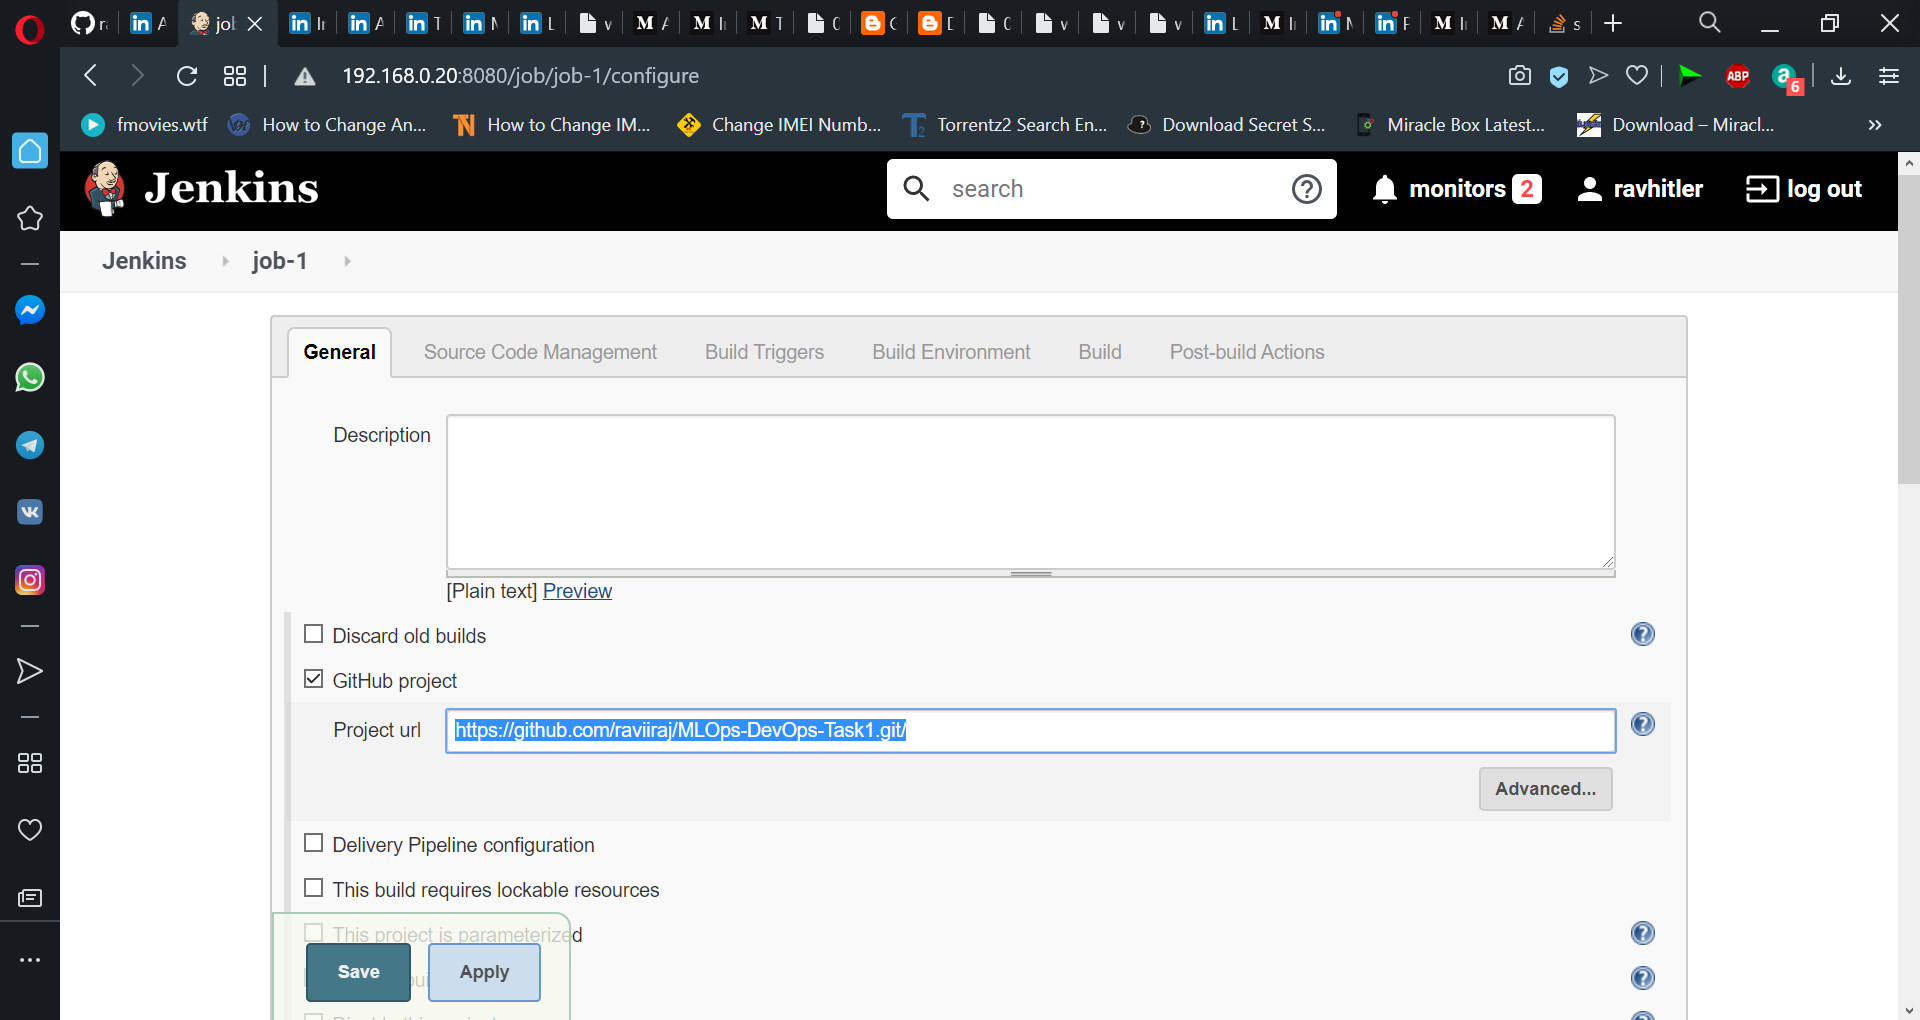 job
192.168.0.20:8080/job/job-1/configure
ABP
6
fmovies.wtf
How to Change An...
How to Change IM...
Change IMEI Numb...
Torrentz2 Search En...
Download Secret S...
Miracle Box Latest...
Download – Miracl...
Jenkins
search
monitors 2
ravhitler
log out
Jenkins
job-1
General
Source Code Management
Build Triggers
Build Environment
Build
Post-build Actions
Description
[Plain text] Preview
Discard old builds
GitHub project
Project url
https://github.com/raviiraj/MLOps-DevOps-Task1.git/
Advanced...
Delivery Pipeline configuration
This build requires lockable resources
This project is parameterized
Save
Apply